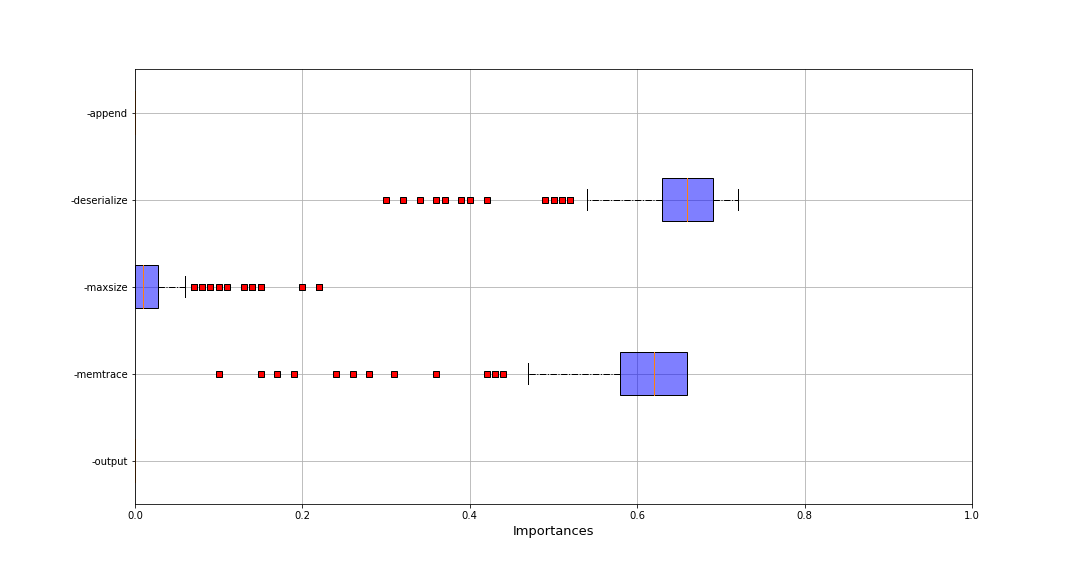 -append
-deserialize
-maxsize
-memtrace
-output
0.0 0.2 0.4 0.6 0.8 1.0
Importances